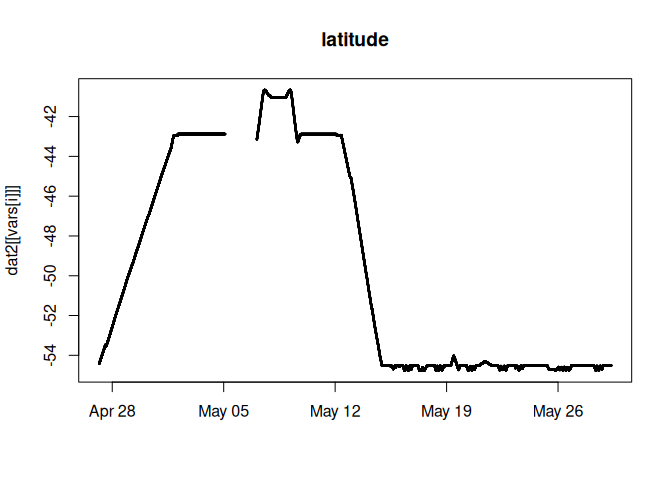 latitude
dat2[[vars[i]]]
-42
-44
-46
-48
-50
-52
-54
Apr 28
May 05
May 12
May 19
May 26